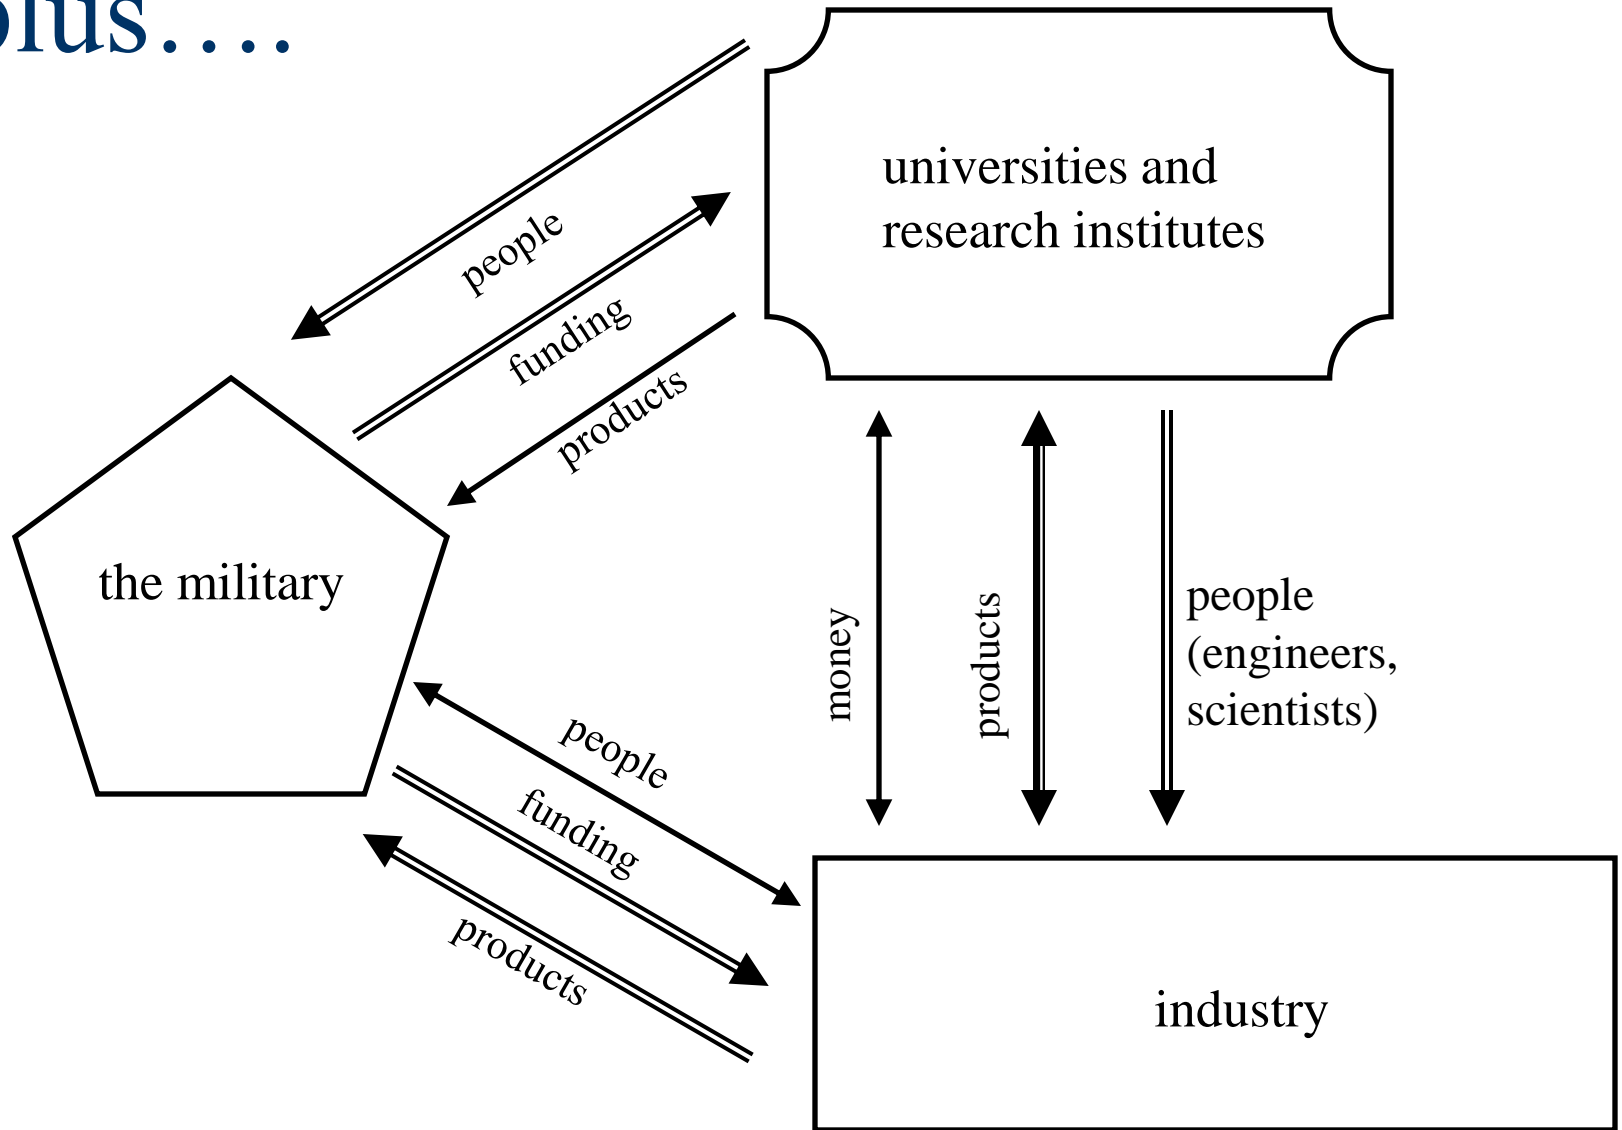 plus….
universities and
research institutes
people
funding
products
the military
money
products
people
(engineers,
scientists)
people
funding
products
industry